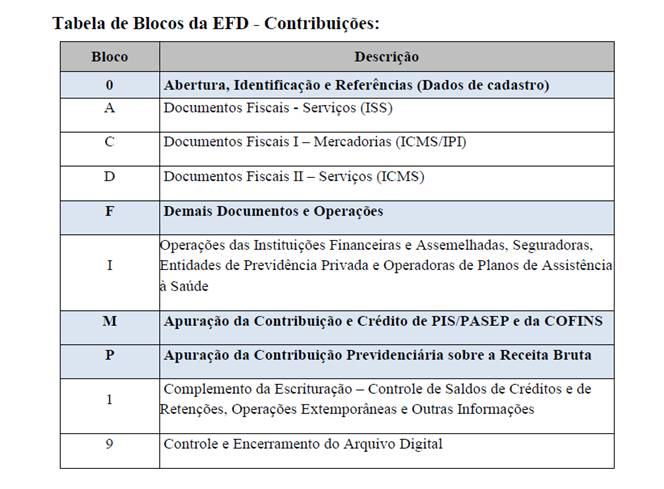 Tabela de Blocos da EFD - Contribuições:
Bloco Descrição
0 Abertura, Identificação e Referências (Dados de cadastro)
A Documentos Fiscais - Serviços (ISS)
C Documentos Fiscais I – Mercadorias (ICMS/IPI)
D Documentos Fiscais II – Serviços (ICMS)
F Demais Documentos e Operações
Operações das Instituições Financeiras e Assemelhadas, Seguradoras,
I Entidades de Previdência Privada e Operadoras de Planos de Assistência
à Saúde
M Apuração da Contribuição e Crédito de PIS/PASEP e da COFINS
P Apuração da Contribuição Previdenciária sobre a Receita Bruta
1 Complemento da Escrituração – Controle de Saldos de Créditos e de
Retenções, Operações Extemporâneas e Outras Informações
9 Controle e Encerramento do Arquivo Digital